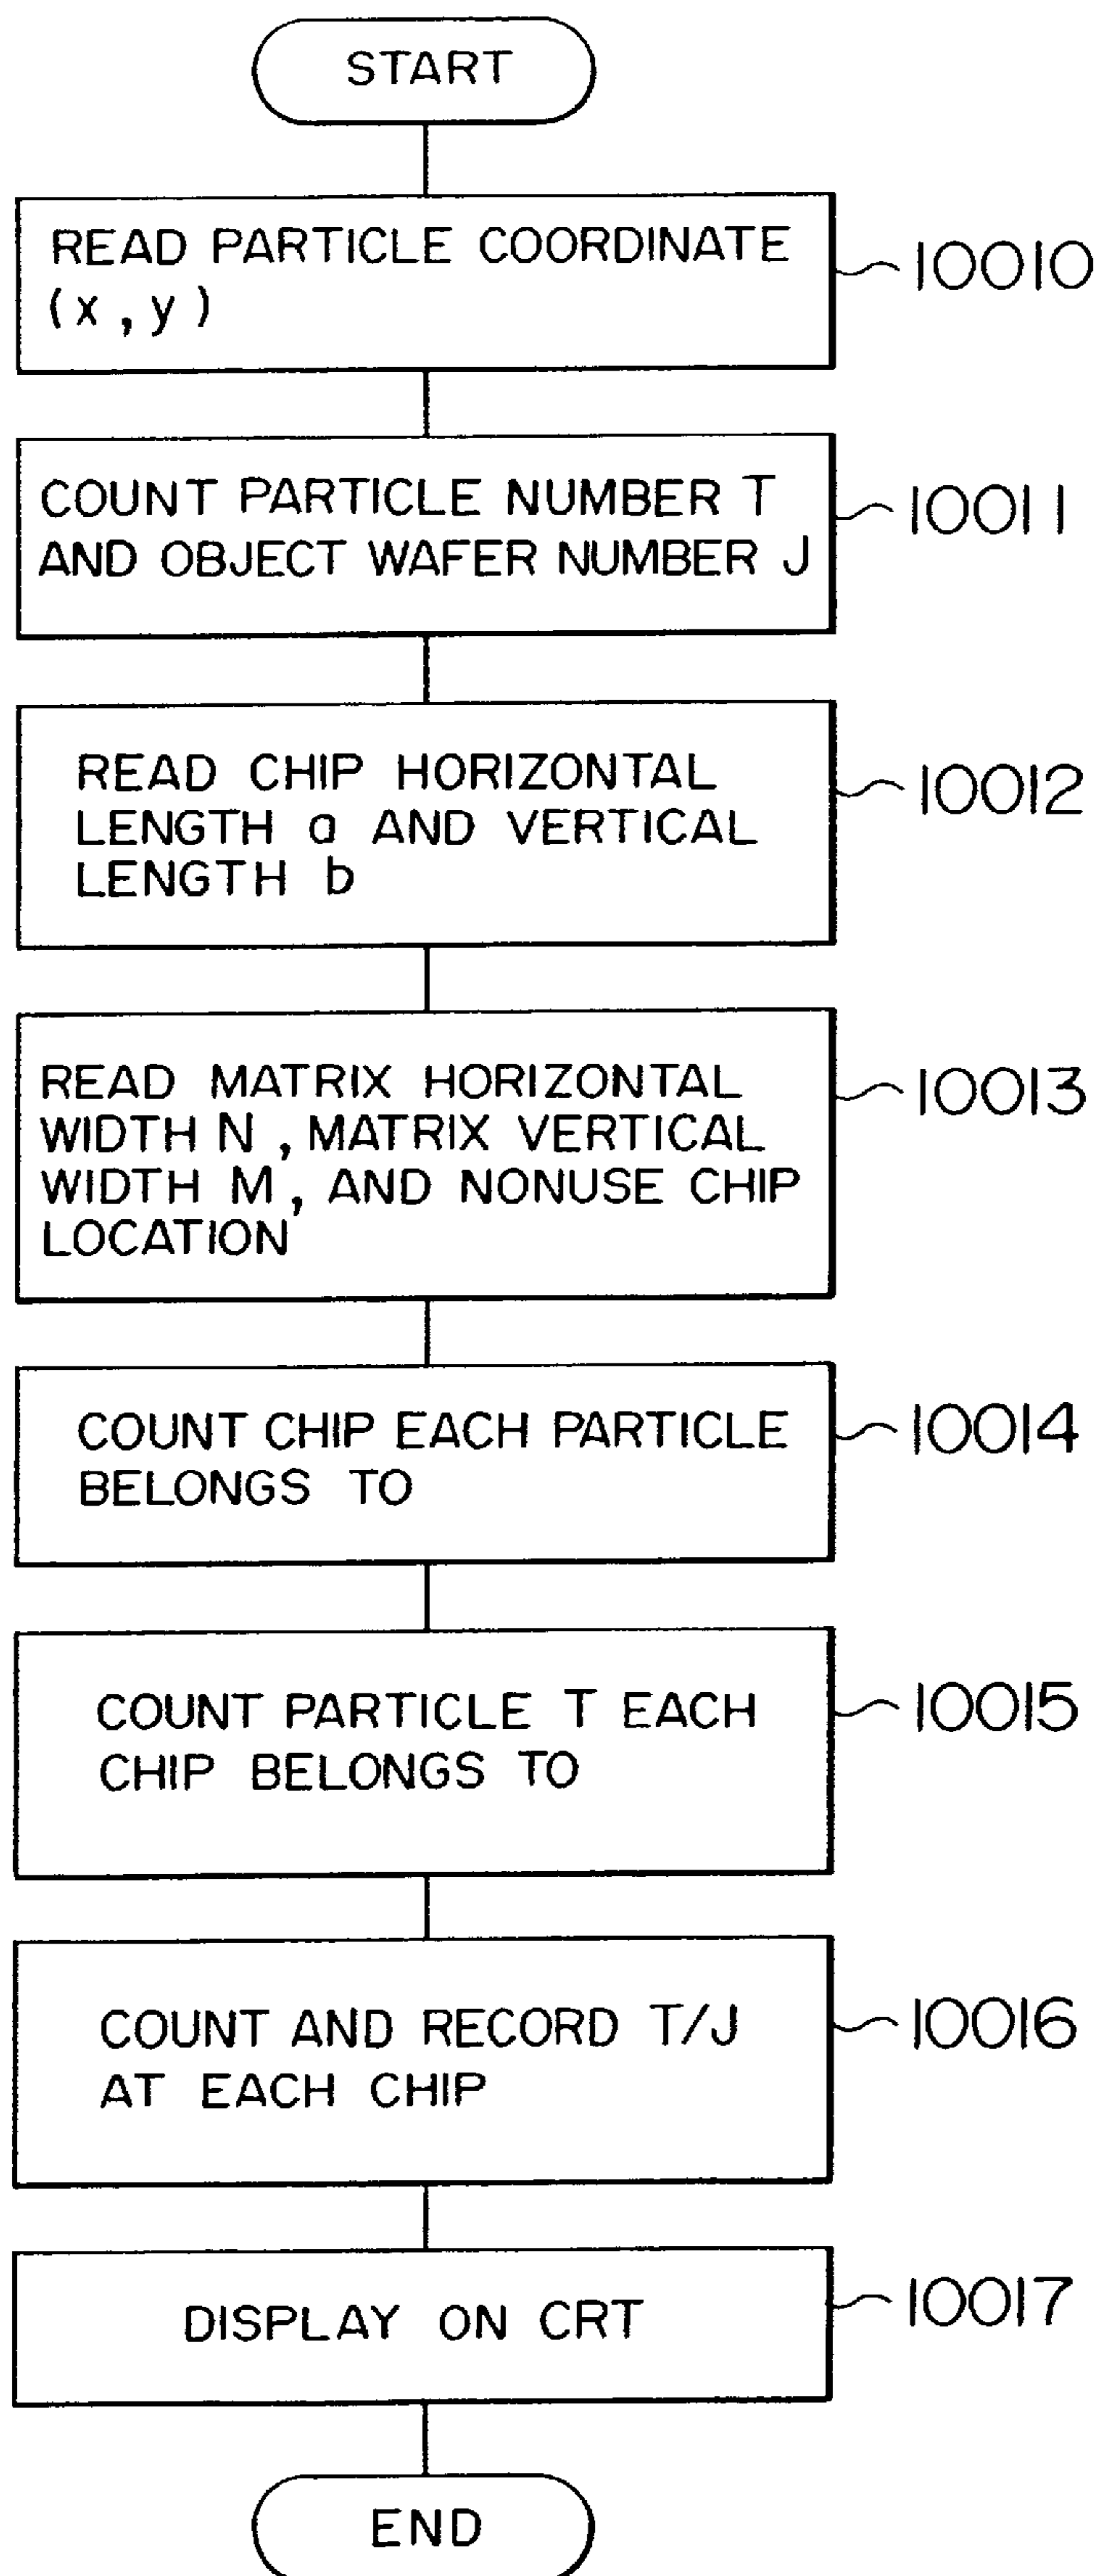 START
READ PARTICLE COORDINATE
(x, y)
10010
COUNT PARTICLE NUMBER T
AND OBJECT WAFER NUMBER J
10011
READ CHIP HORIZONTAL
LENGTH a AND VERTICAL
LENGTH b
10012
READ MATRIX HORIZONTAL
WIDTH N, MATRIX VERTICAL
WIDTH M, AND NONUSE CHIP
LOCATION
10013
COUNT CHIP EACH PARTICLE
BELONGS TO
10014
COUNT PARTICLE T EACH
CHIP BELONGS TO
10015
COUNT AND RECORD T/J
AT EACH CHIP
10016
DISPLAY ON CRT
10017
END